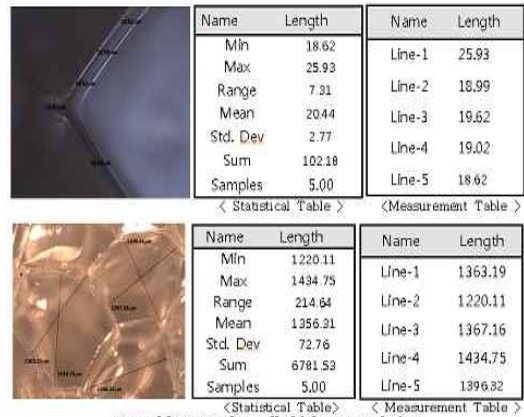 Name Length
Min 18.62
Max 25.93
Range 7.31
Mean 20.44
Std. Dev 2.77
Sum 102.18
Samples 5.00
< Statistical Table >
Name Length
Line-1 25.93
Line-2 18.99
Line-3 19.62
Line-4 19.02
Line-5 18.62
<Measurement Table >
Name Length
Min 1220.11
Max 1434.75
Range 214.64
Mean 1356.31
Std. Dev 72.76
Sum 6781.53
Samples 5.00
<Statistical Table>
Name Length
Line-1 1363.19
Line-2 1220.11
Line-3 1367.16
Line-4 1434.75
Line-5 1396.32
< Measurement Table >